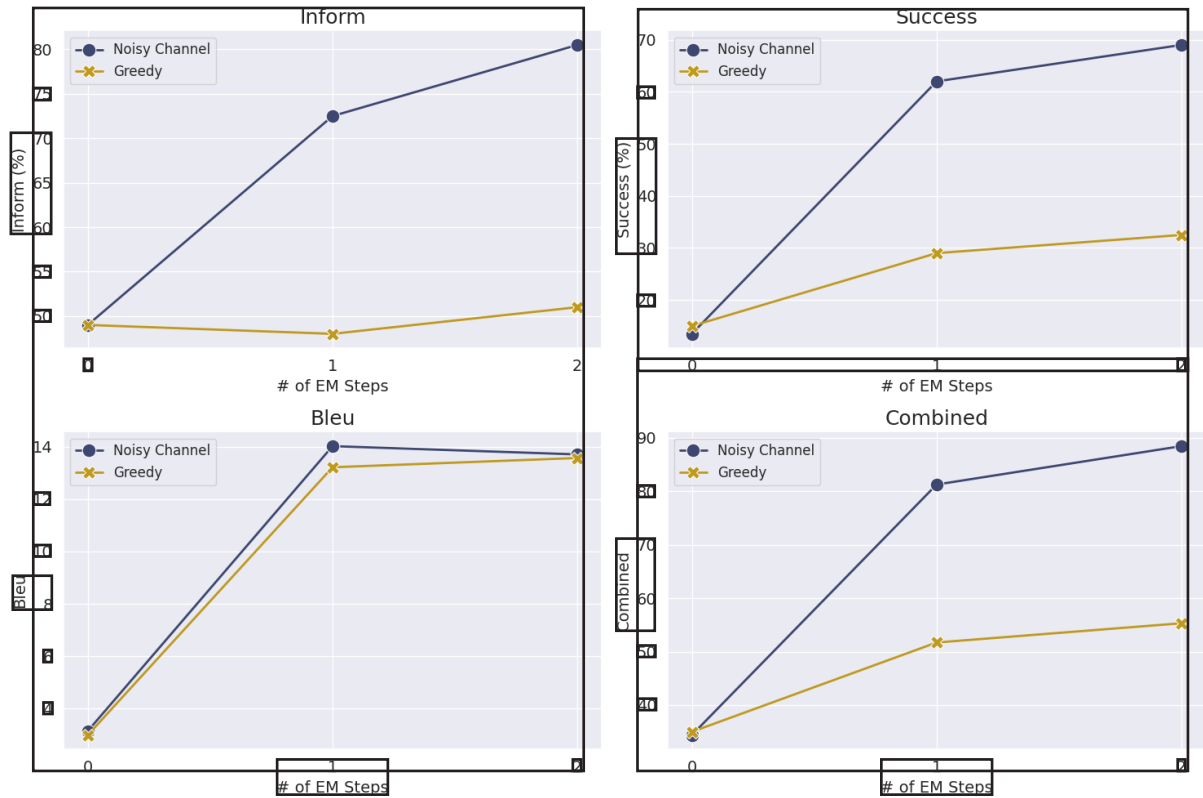 Inform
80
75
70
65
60
55
50
Inform (%)
Noisy Channel
Greedy
0 1 2
# of EM Steps
Success
70
60
50
40
30
20
Success (%)
Noisy Channel
Greedy
0 1 2
# of EM Steps
Bleu
14
12
10
8
6
4
Bleu
Noisy Channel
Greedy
0 1 2
# of EM Steps
Combined
90
80
70
60
50
40
Combined
Noisy Channel
Greedy
0 1 2
# of EM Steps